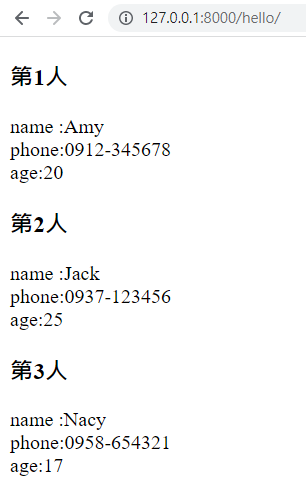 127.0.0.1:8000/hello/
第1人
name :Amy
phone:0912-345678
age:20
第2人
name :Jack
phone:0937-123456
age:25
第3人
name :Nacy
phone:0958-654321
age:17